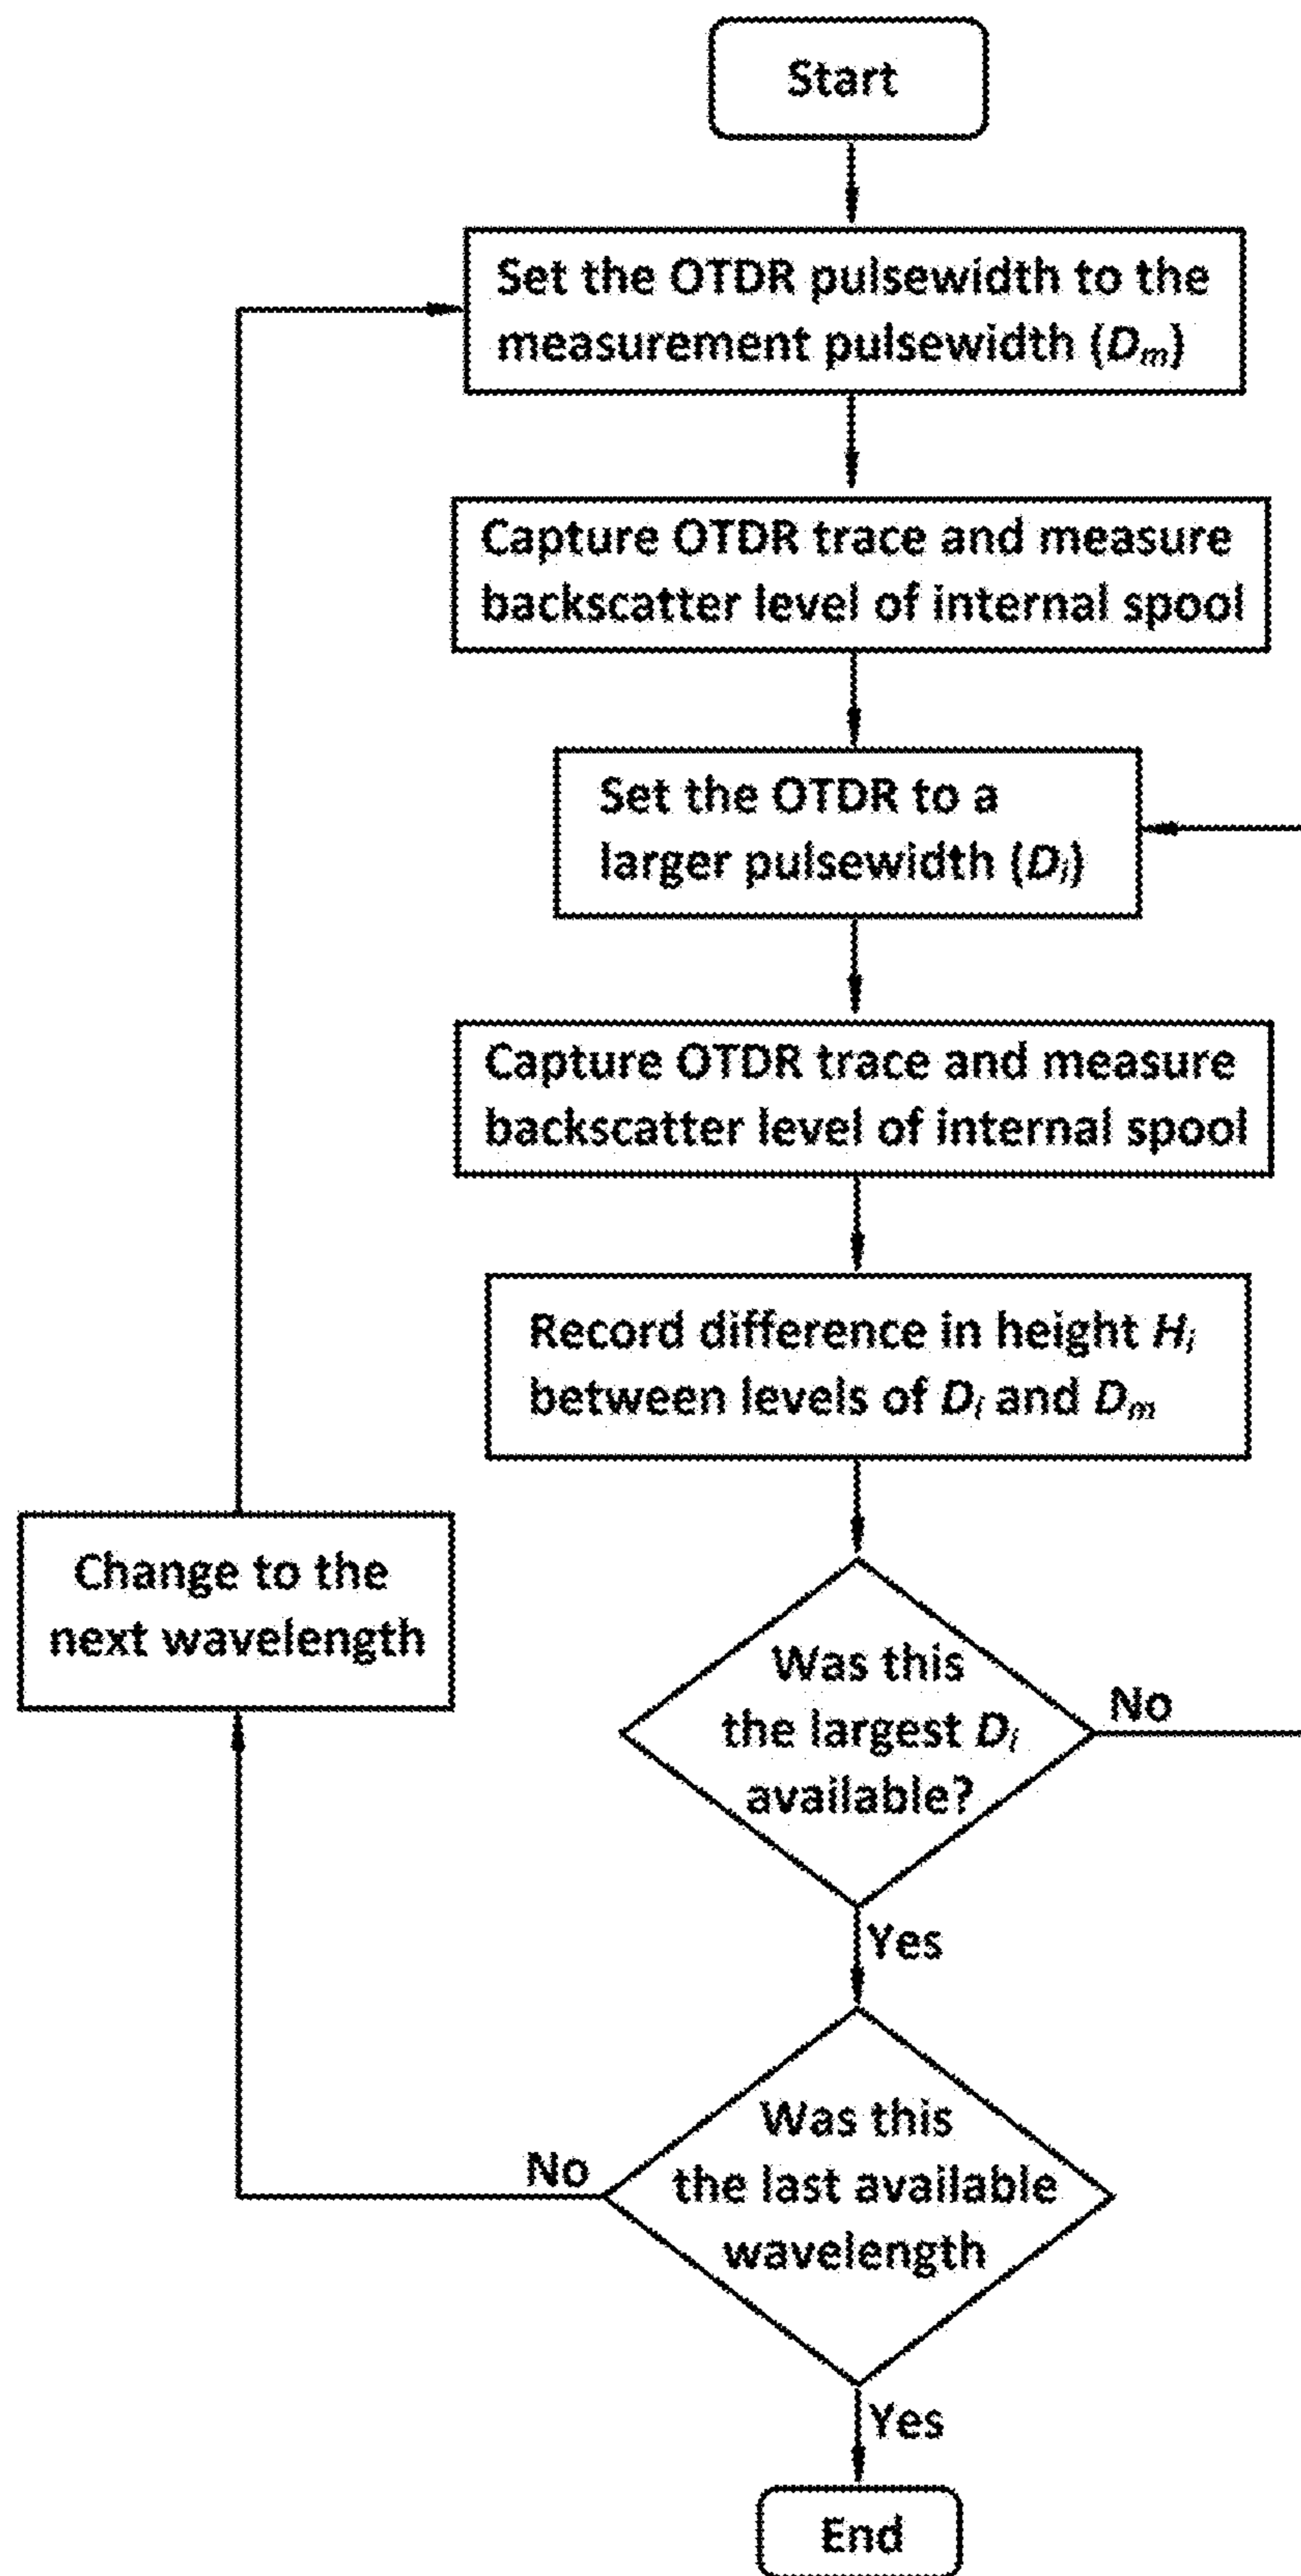 Start
Set the OTDR pulsewidth to the
measurement pulsewidth (Dm)
Capture OTDR trace and measure
backscatter level of internal spool
Set the OTDR to a
larger pulsewidth (Di)
Capture OTDR trace and measure
backscatter level of internal spool
Record difference in height Hi
between levels of Di and Dm
Change to the
next wavelength
Was this
the largest Di
available?
No
Yes
Was this
the last available
wavelength
No
Yes
End